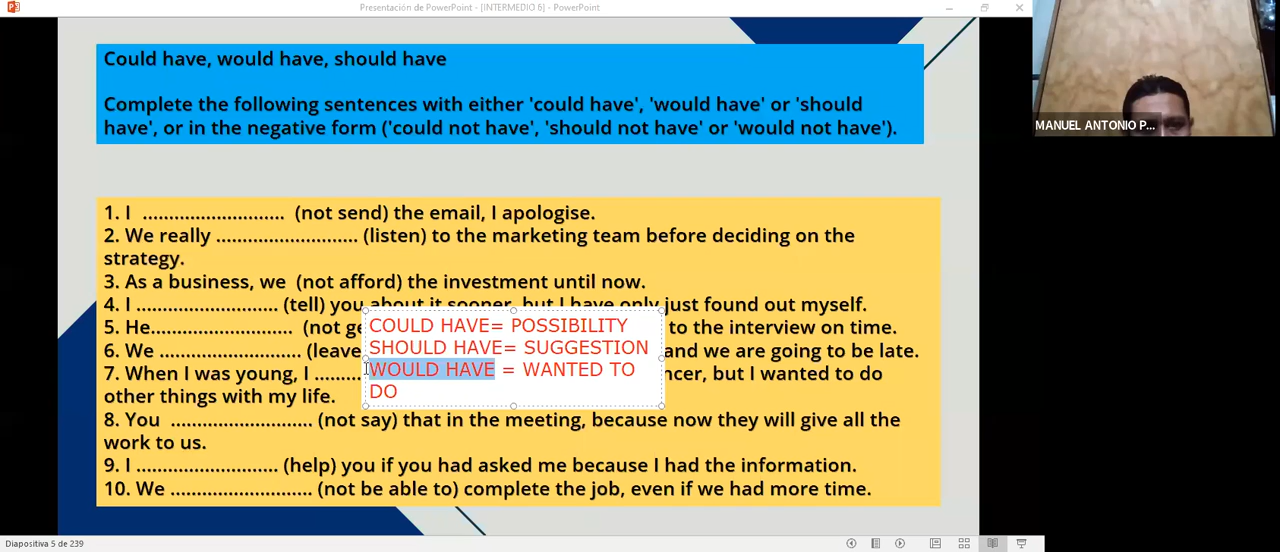 Presentación de PowerPoint - [INTERMEDIO 6] - PowerPoint
Could have, would have, should have
Complete the following sentences with either 'could have', 'would have' or 'should
have', or in the negative form ('could not have', 'should not have' or 'would not have').
MANUEL ANTONIO P...
1. I ........................... (not send) the email, I apologise.
2. We really ........................... (listen) to the marketing team before deciding on the
strategy.
3. As a business, we (not afford) the investment until now.
4. I ........................... (tell) you about it sooner, but I have only just found out myself.
5. He........................... (not ge
to the interview on time.
6. We ........................... (leave
and we are going to be late.
7. When I was young, I .........
ncer, but I wanted to do
other things with my life.
COULD HAVE= POSSIBILITY
SHOULD HAVE= SUGGESTION
WOULD HAVE = WANTED TO
DO
8. You ........................... (not say) that in the meeting, because now they will give all the
work to us.
9. I ........................... (help) you if you had asked me because I had the information.
10. We ........................... (not be able to) complete the job, even if we had more time.
Diapositiva 5 de 239